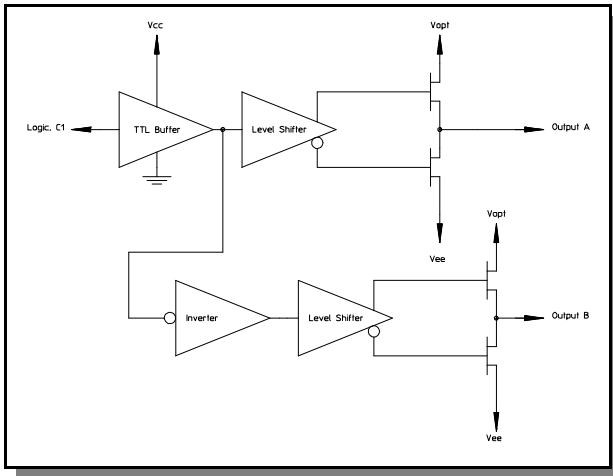 Vcc
Vopt
Logic, C1
TTL Buffer
Level Shifter
Output A
Vee
Vopt
Inverter
Level Shifter
Output B
Vee